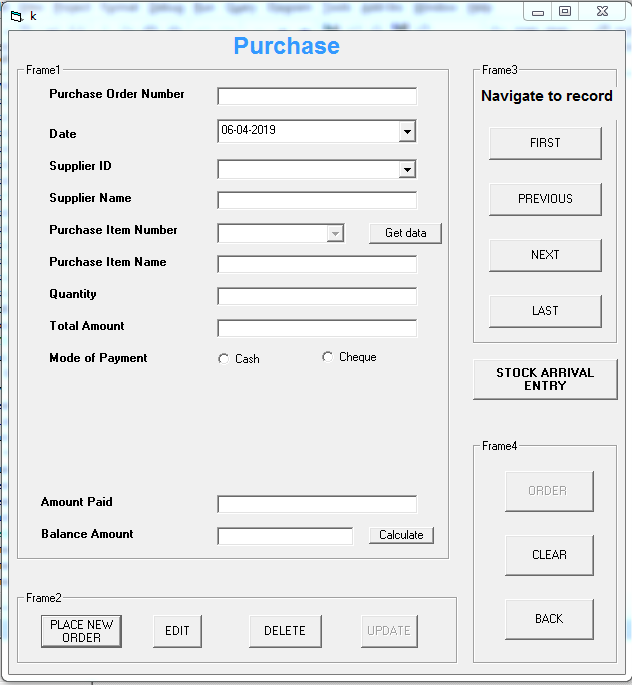 k
Purchase
Frame1
Purchase Order Number
Date
06-04-2019
Supplier ID
Supplier Name
Purchase Item Number
Get data
Purchase Item Name
Quantity
Total Amount
Mode of Payment
Cash
Cheque
Amount Paid
Balance Amount
Calculate
Frame2
PLACE NEW
ORDER
EDIT
DELETE
UPDATE
Frame3
Navigate to record
FIRST
PREVIOUS
NEXT
LAST
STOCK ARRIVAL
ENTRY
Frame4
ORDER
CLEAR
BACK